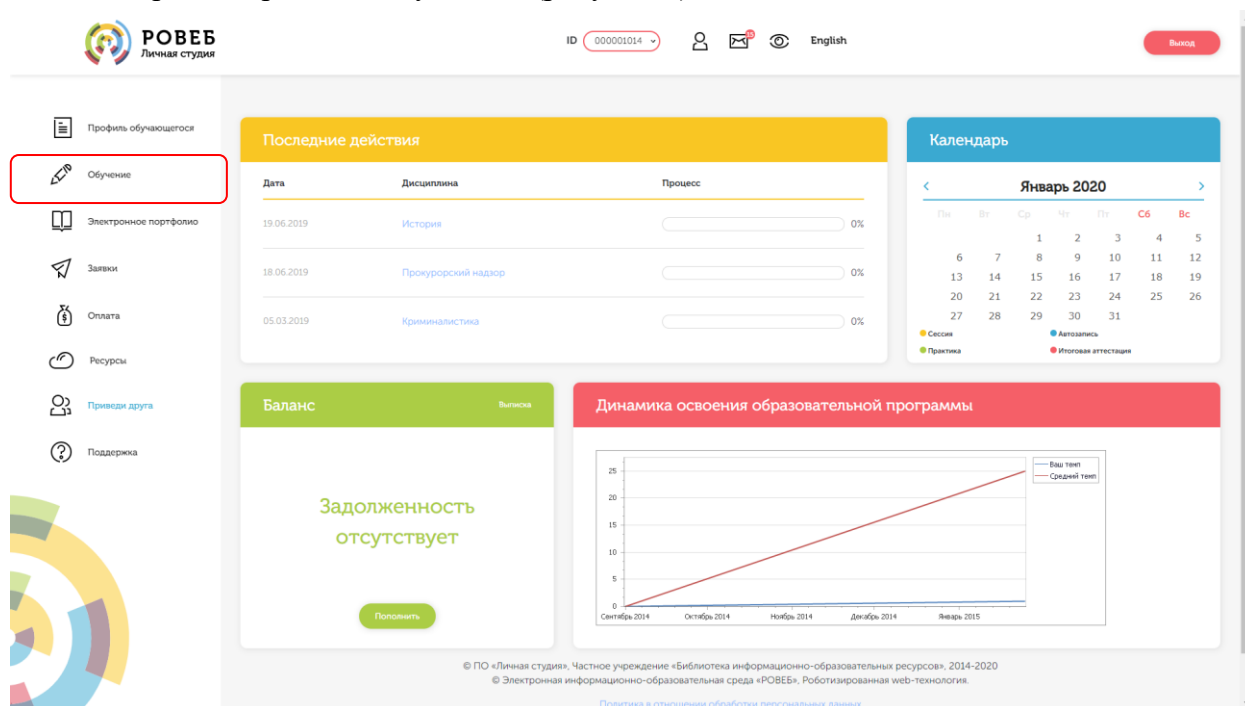 РОВЕБ
Личная студия
ID 000001014
15
English
Выход
Профиль обучающегося
Обучение
Электронное портфолио
Заявки
Оплата
Ресурсы
Приведи друга
Поддержка
Последние действия
Дата Дисциплина Процесс
19.06.2019 История 0%
18.06.2019 Прокурорский надзор 0%
05.03.2019 Криминалистика 0%
Календарь
< Январь 2020 >
Пн Вт Ср Чт Пт Сб Вс
1 2 3 4 5
6 7 8 9 10 11 12
13 14 15 16 17 18 19
20 21 22 23 24 25 26
27 28 29 30 31
Сессия Автозапись
Практика Итоговая аттестация
Баланс Выписка
Задолженность
отсутствует
Пополнить
Динамика освоения образовательной программы
25
20
15
10
5
0
Сентябрь 2014 Октябрь 2014 Ноябрь 2014 Декабрь 2014 Январь 2015
Ваш темп
Средний темп
© ПО «Личная студия», Частное учреждение «Библиотека информационно-образовательных ресурсов», 2014-2020
© Электронная информационно-образовательная среда «РОВЕБ», Роботизированная web-технология.
Политика в отношении обработки персональных данных